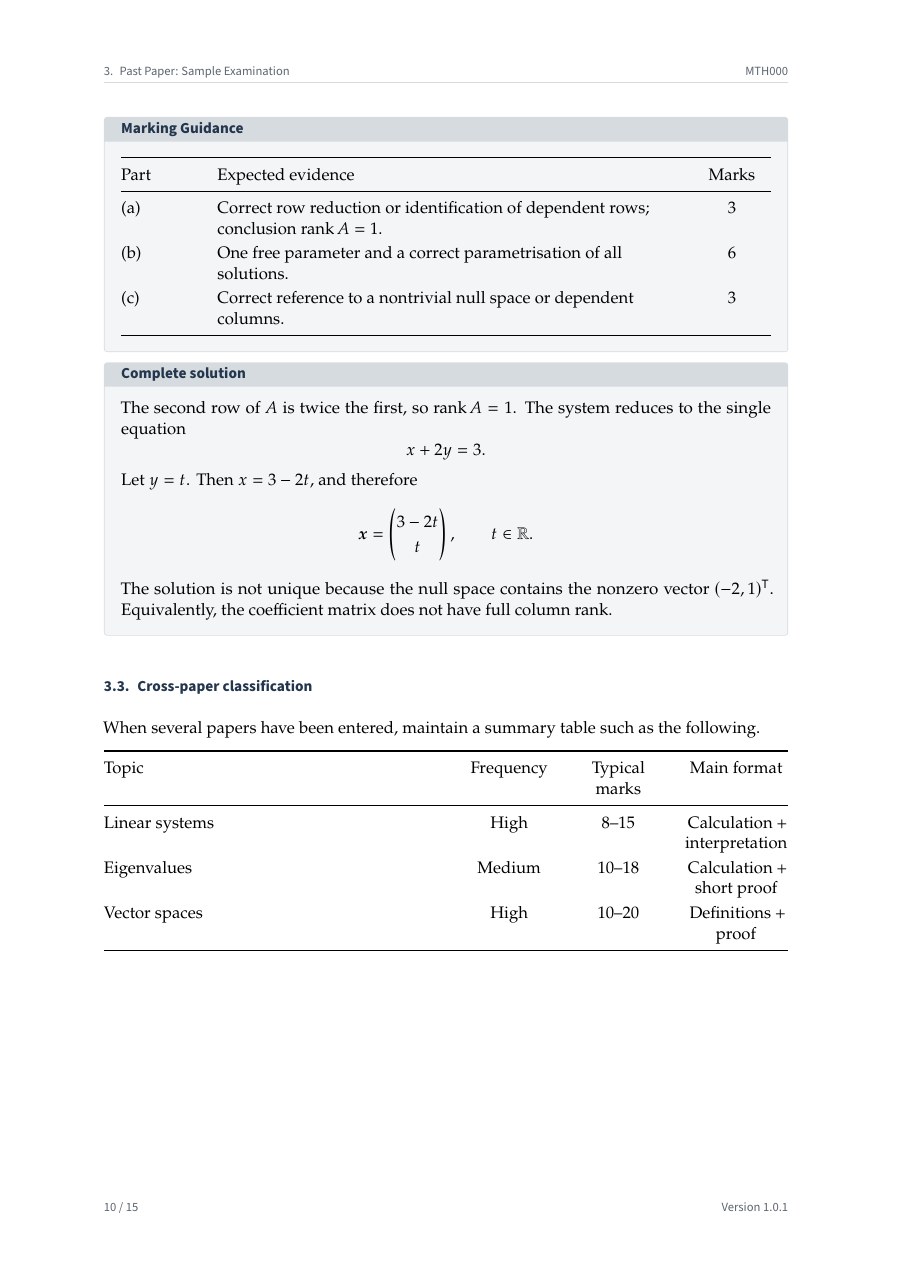 3. Past Paper: Sample Examination MTH000
Marking Guidance
Part Expected evidence Marks
(a) Correct row reduction or identification of dependent rows; 3
conclusion rank A = 1.
(b) One free parameter and a correct parametrisation of all 6
solutions.
(c) Correct reference to a nontrivial null space or dependent 3
columns.
Complete solution
The second row of A is twice the first, so rank A = 1. The system reduces to the single
equation
x + 2y = 3.
Let y = t. Then x = 3 − 2t, and therefore
x = (3 − 2t
t), t ∈ ℝ.
The solution is not unique because the null space contains the nonzero vector (−2, 1)ᵀ.
Equivalently, the coefficient matrix does not have full column rank.
3.3. Cross-paper classification
When several papers have been entered, maintain a summary table such as the following.
Topic Frequency Typical Main format
marks
Linear systems High 8–15 Calculation +
interpretation
Eigenvalues Medium 10–18 Calculation +
short proof
Vector spaces High 10–20 Definitions +
proof
10 / 15 Version 1.0.1